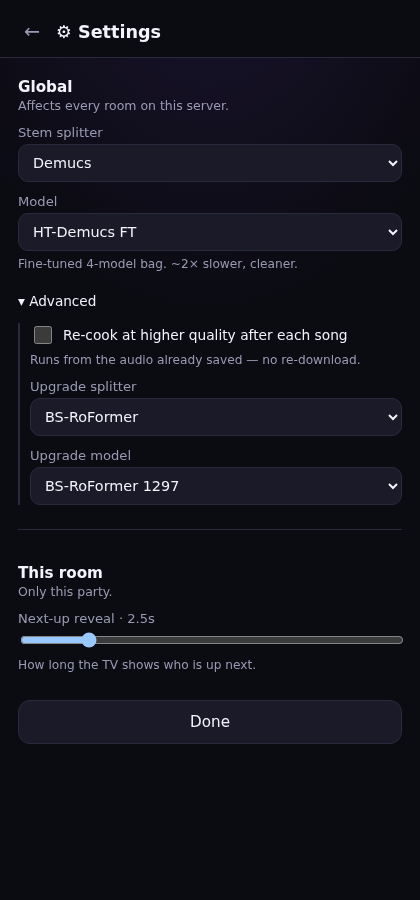 ← ⚙ Settings
Global
Affects every room on this server.
Stem splitter
Demucs
Model
HT-Demucs FT
Fine-tuned 4-model bag. ~2× slower, cleaner.
▾ Advanced
Re-cook at higher quality after each song
Runs from the audio already saved — no re-download.
Upgrade splitter
BS-RoFormer
Upgrade model
BS-RoFormer 1297
This room
Only this party.
Next-up reveal · 2.5s
How long the TV shows who is up next.
Done